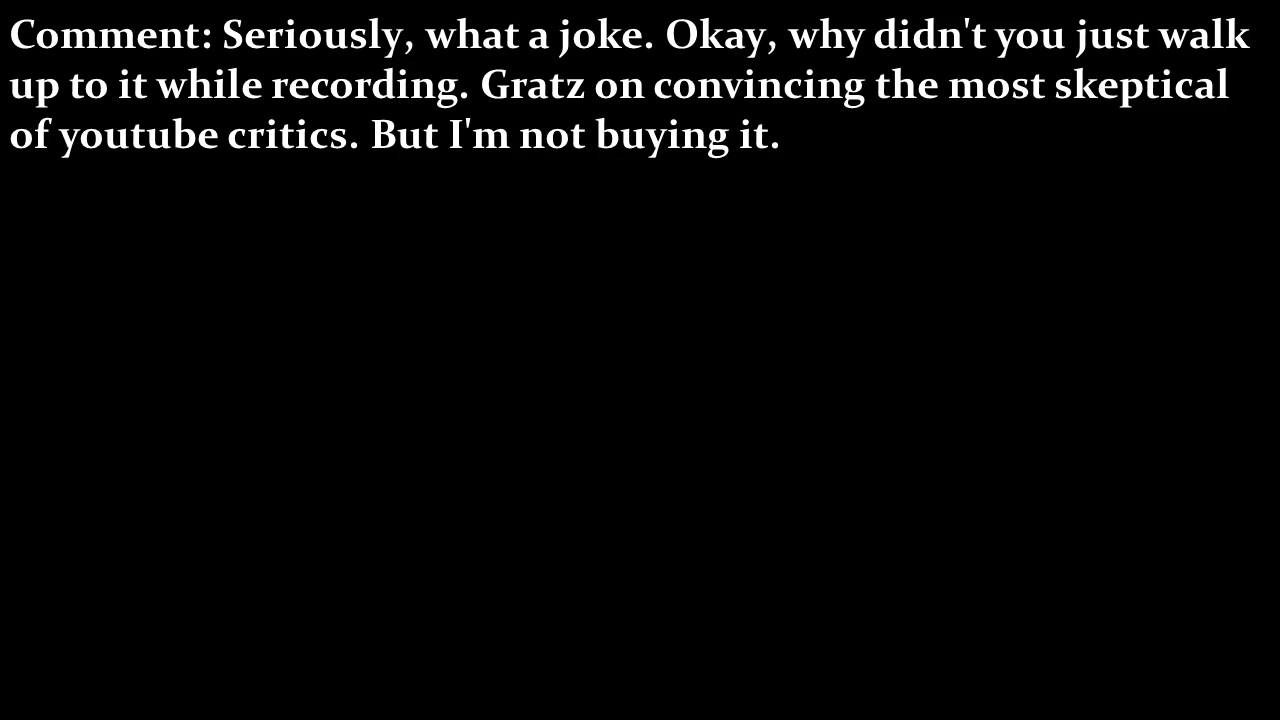 Comment: Seriously, what a joke. Okay, why didn't you just walk
up to it while recording. Gratz on convincing the most skeptical
of youtube critics. But I'm not buying it.